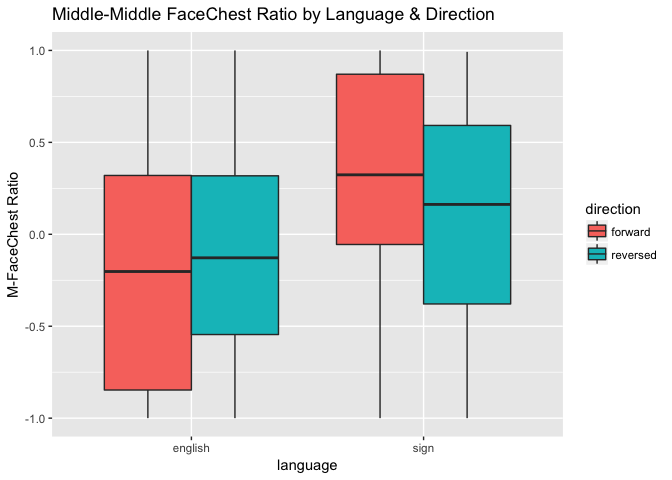 Middle-Middle FaceChest Ratio by Language & Direction
M-FaceChest Ratio
1.0
0.5
0.0
-0.5
-1.0
english
sign
language
direction
forward
reversed